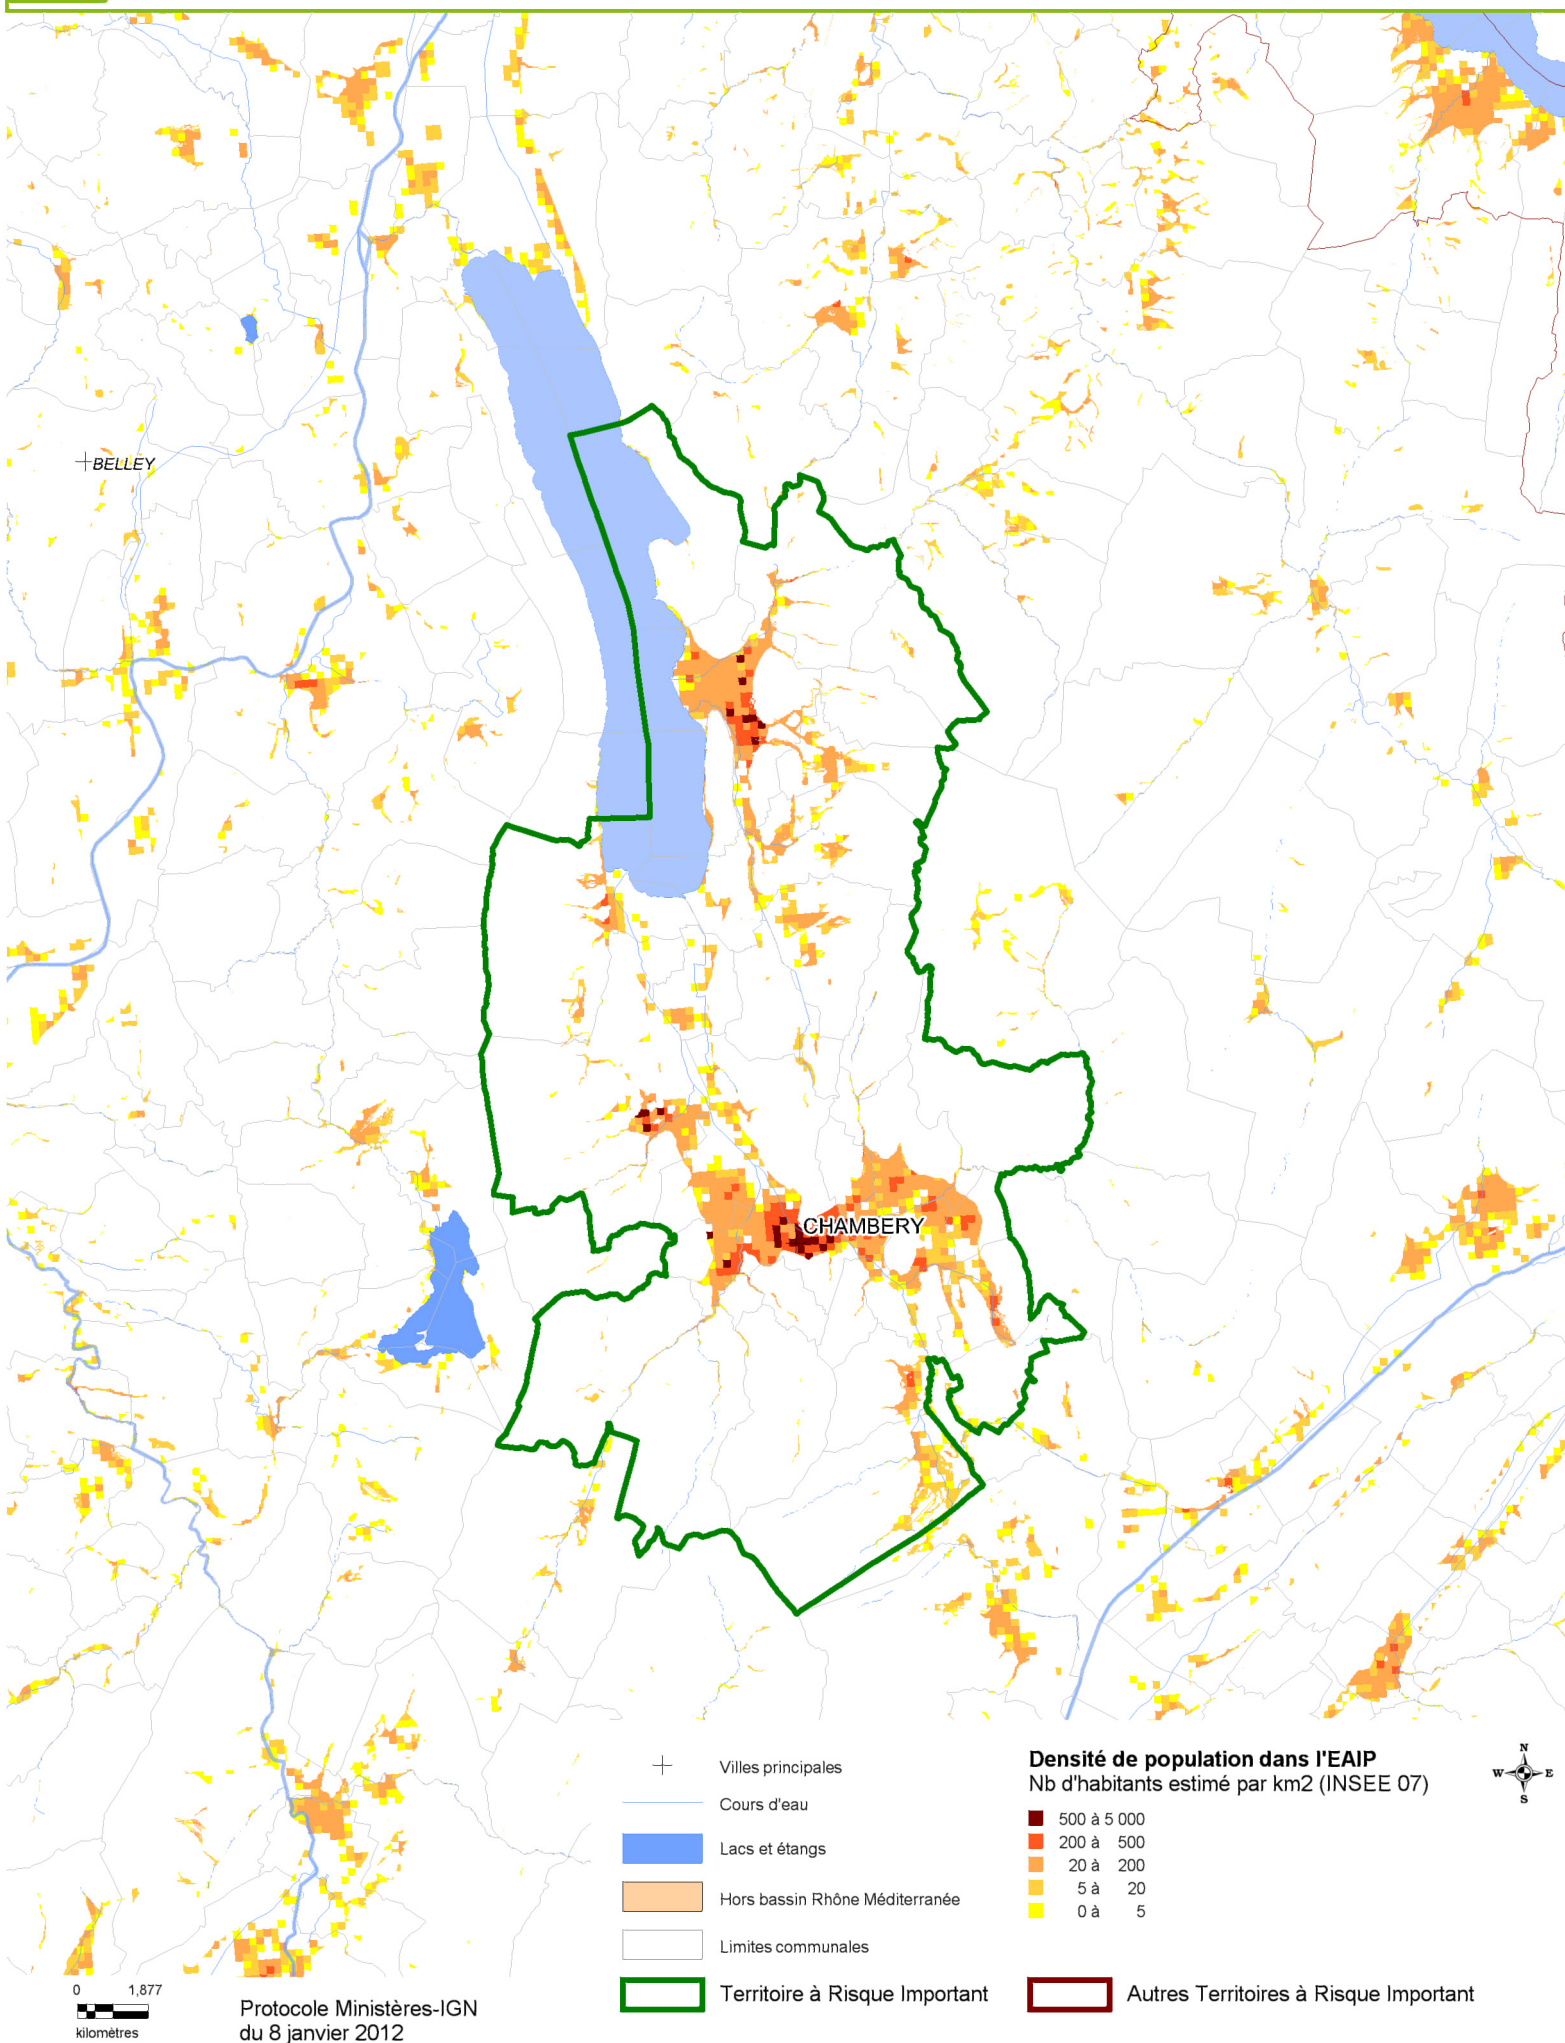 BELLEY
CHAMBERY
Villes principales
Cours d'eau
Lacs et étangs
Hors bassin Rhône Méditerranée
Limites communales
Territoire à Risque Important
Densité de population dans l'EAIP
Nb d'habitants estimé par km2 (INSEE 07)
500 à 5 000
200 à 500
20 à 200
5 à 20
0 à 5
Autres Territoires à Risque Important
N
W E
S
0 1,877
kilomètres
Protocole Ministères-IGN
du 8 janvier 2012